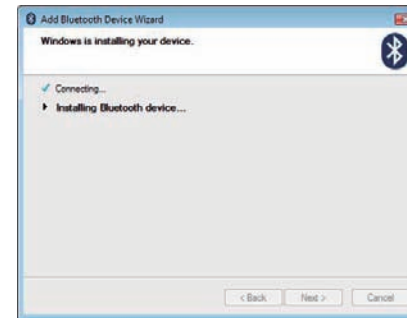 Add Bluetooth Device Wizard
Windows is installing your device.
Connecting...
Installing Bluetooth device...
< Back
Next >
Cancel